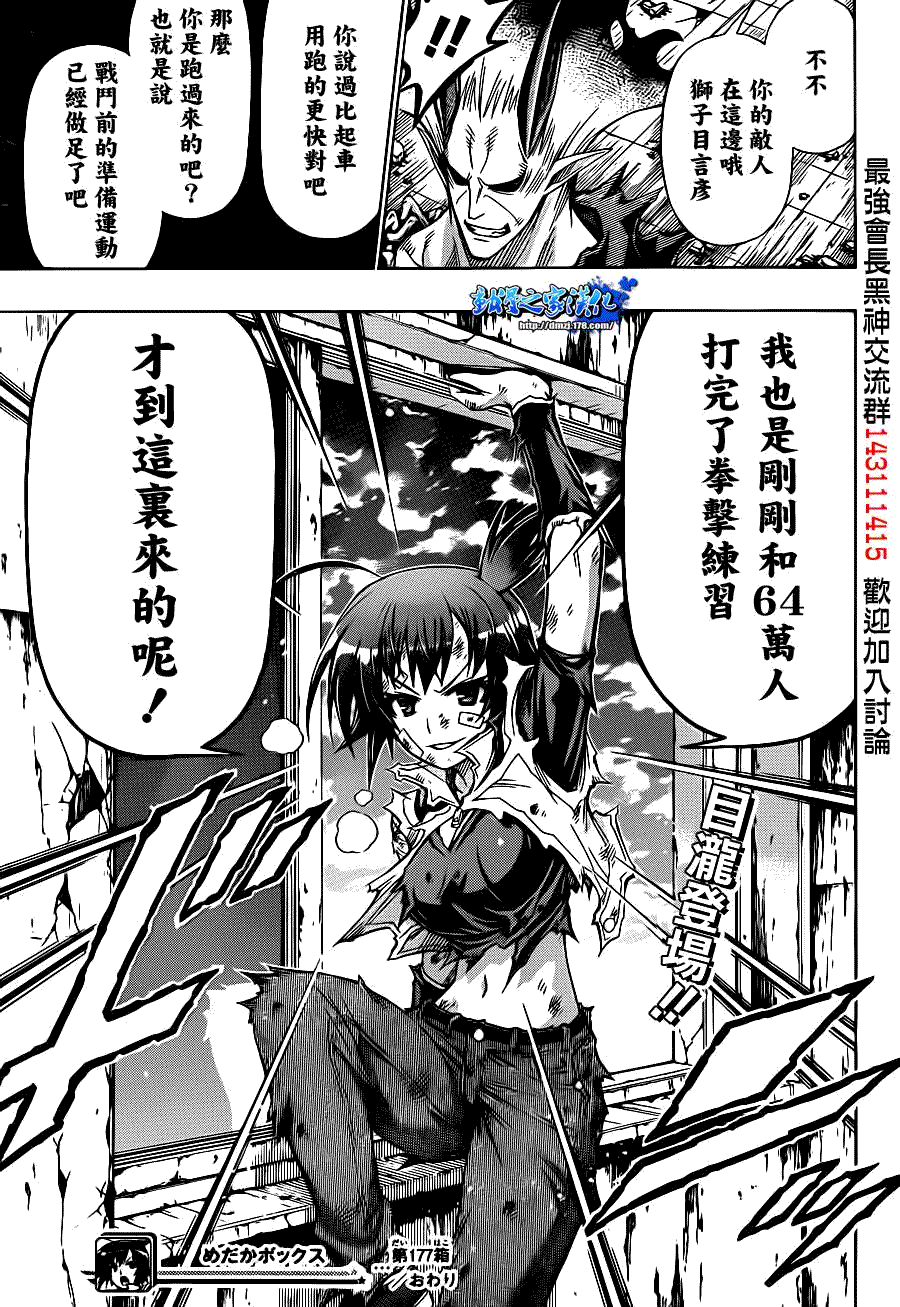 不不
你的敵人
在這邊哦
獅子目言彥
!!
你說過比起車
用跑的更快對吧
那麼
你是跑過來的吧？
也就是說
戰鬥前的準備運動
已經做足了吧
動漫之家漢化
http://dmzj.178.com/
我也是剛剛和64萬人
打完了拳擊練習
才到這裏來的呢！
目瀧登場!!
めだかボックス
第177箱
だい
はこ
おわり
最強會長黑神交流群143111415 歡迎加入討論